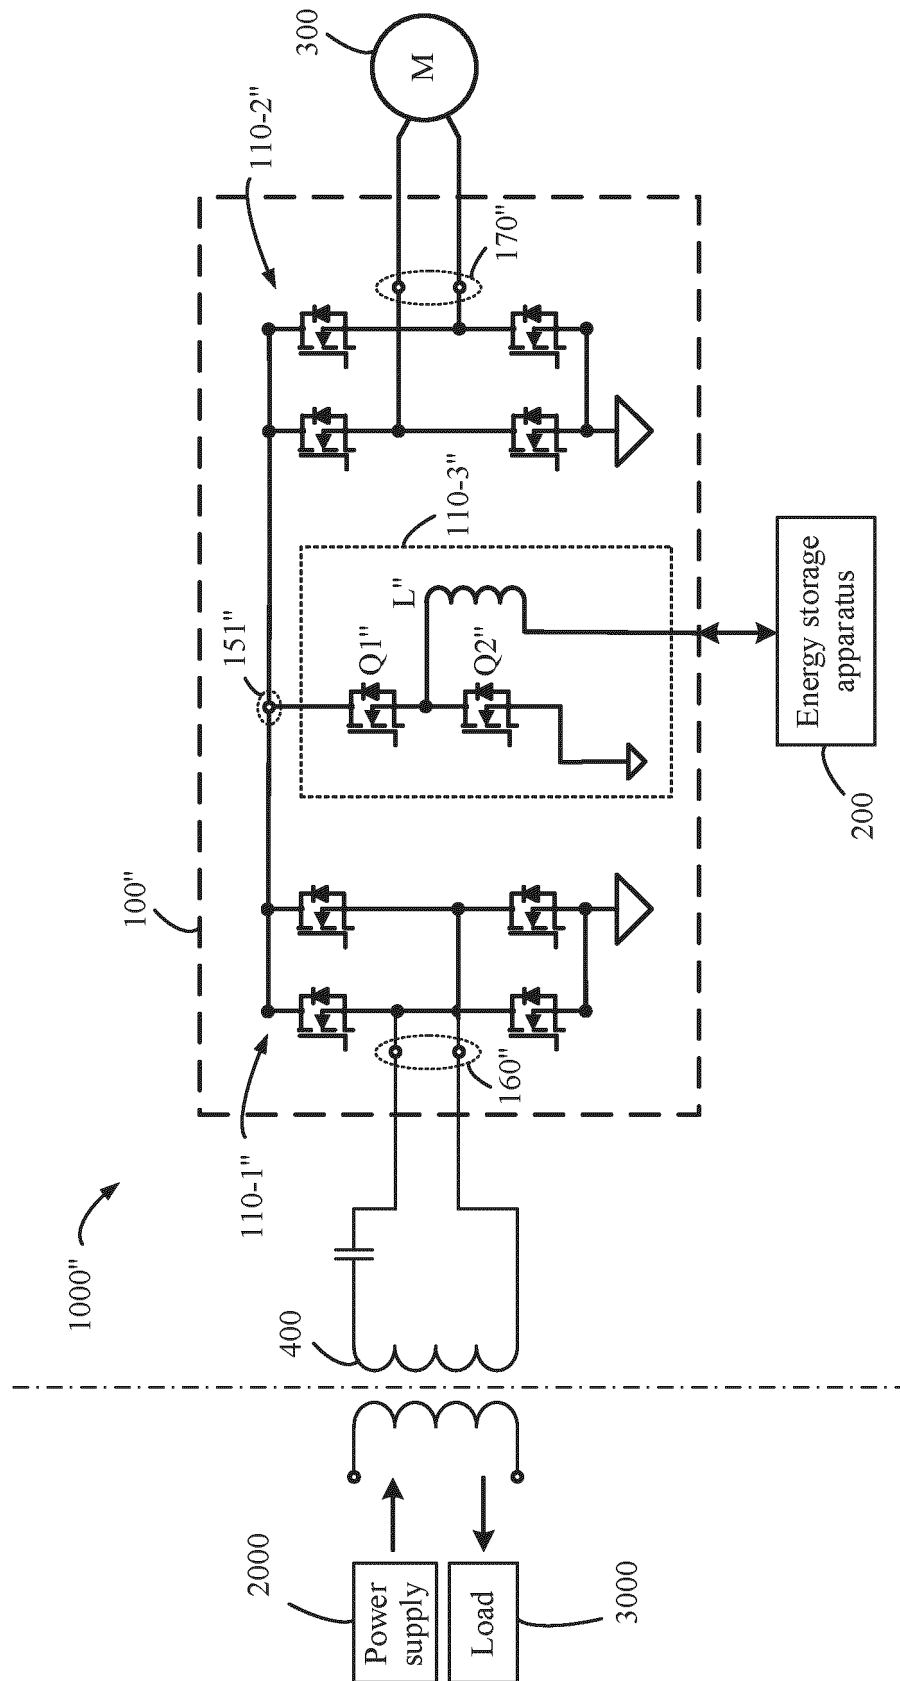 1000"
100"
151"
110-2"
300
M
110-1"
Q1"
L"
110-3"
Q2"
160"
170"
400
2000
Power
supply
Load
3000
200
Energy storage
apparatus